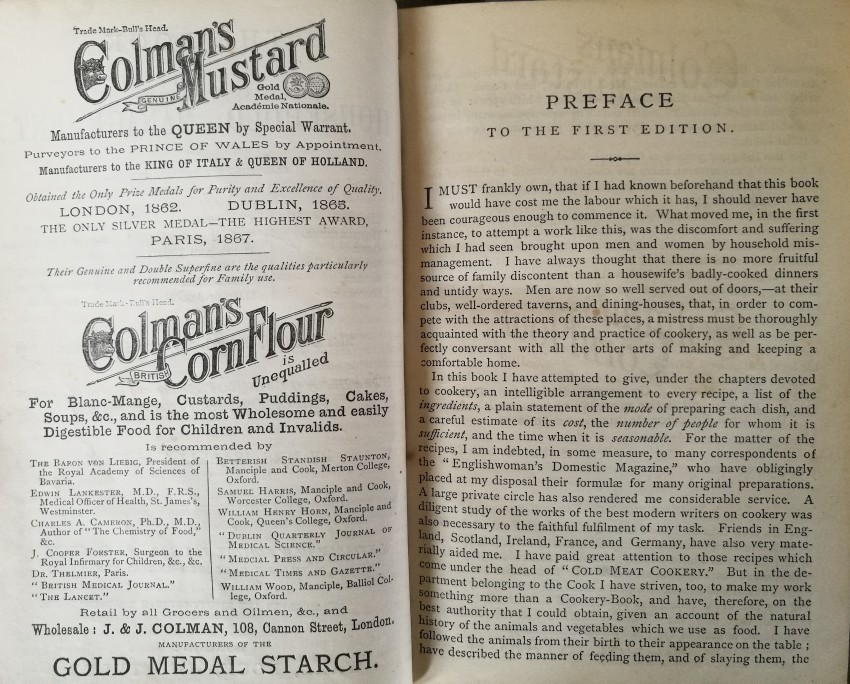 Trade Mark-Bull's Head.
Colman's
Mustard
GENUINE
Gold
Medal,
Académie Nationale.
Manufacturers to the QUEEN by Special Warrant.
Purveyors to the PRINCE OF WALES by Appointment.
Manufacturers to the KING OF ITALY & QUEEN OF HOLLAND.
Obtained the Only Prize Medals for Purity and Excellence of Quality.
LONDON, 1862. DUBLIN, 1865.
THE ONLY SILVER MEDAL—THE HIGHEST AWARD,
PARIS, 1867.
Their Genuine and Double Superfine are the qualities particularly
recommended for Family use.
Trade Mark-Bull's Head.
Colman's
BRITISH
Corn Flour
is
Unequalled
For Blanc-Mange, Custards, Puddings, Cakes,
Soups, &c., and is the most Wholesome and easily
Digestible Food for Children and Invalids.
Is recommended by
THE BARON VON LIEBIG, President of
the Royal Academy of Sciences of
Bavaria.
EDWIN LANKESTER, M.D., F.R.S.,
Medical Officer of Health, St. James's,
Westminster.
CHARLES A. CAMERON, Ph.D., M.D.,
Author of "The Chemistry of Food,"
&c.
J. COOPER FORSTER, Surgeon to the
Royal Infirmary for Children, &c., &c.
DR. THELMIER, Paris.
"BRITISH MEDICAL JOURNAL."
"THE LANCET."
BETTERISH STANDISH STAUNTON,
Manciple and Cook, Merton College,
Oxford.
SAMUEL HARRIS, Manciple and Cook,
Worcester College, Oxford.
WILLIAM HENRY HORN, Manciple and
Cook, Queen's College, Oxford.
"DUBLIN QUARTERLY JOURNAL OF
MEDICAL SCIENCE."
"MEDICAL PRESS AND CIRCULAR."
"MEDICAL TIMES AND GAZETTE."
WILLIAM WOOD, Manciple, Balliol Col-
lege, Oxford.
Retail by all Grocers and Oilmen, &c., and
Wholesale: J. & J. COLMAN, 108, Cannon Street, London.
MANUFACTURERS OF THE
GOLD MEDAL STARCH.
PREFACE
TO THE FIRST EDITION.
I MUST frankly own, that if I had known beforehand that this book
would have cost me the labour which it has, I should never have
been courageous enough to commence it. What moved me, in the first
instance, to attempt a work like this, was the discomfort and suffering
which I had seen brought upon men and women by household mis-
management. I have always thought that there is no more fruitful
source of family discontent than a housewife's badly-cooked dinners
and untidy ways. Men are now so well served out of doors,—at their
clubs, well-ordered taverns, and dining-houses, that, in order to com-
pete with the attractions of these places, a mistress must be thoroughly
acquainted with the theory and practice of cookery, as well as be per-
fectly conversant with all the other arts of making and keeping a
comfortable home.
In this book I have attempted to give, under the chapters devoted
to cookery, an intelligible arrangement to every recipe, a list of the
ingredients, a plain statement of the mode of preparing each dish, and
a careful estimate of its cost, the number of people for whom it is
sufficient, and the time when it is seasonable. For the matter of the
recipes, I am indebted, in some measure, to many correspondents of
the "Englishwoman's Domestic Magazine," who have obligingly
placed at my disposal their formulæ for many original preparations.
A large private circle has also rendered me considerable service. A
diligent study of the works of the best modern writers on cookery was
also necessary to the faithful fulfilment of my task. Friends in Eng-
land, Scotland, Ireland, France, and Germany, have also very mate-
rially aided me. I have paid great attention to those recipes which
come under the head of "COLD MEAT COOKERY." But in the de-
partment belonging to the Cook I have striven, too, to make my work
something more than a Cookery-Book, and have, therefore, on the
best authority that I could obtain, given an account of the natural
history of the animals and vegetables which we use as food. I have
followed the animals from their birth to their appearance on the table;
have described the manner of feeding them, and of slaying them, the